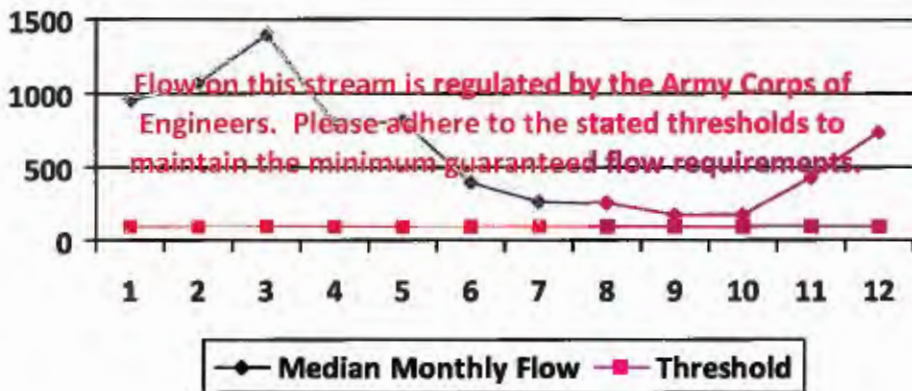 1500
Flow on this stream is regulated by the Army Corps of
1000
Engineers. Please adhere to the stated thresholds to
500
maintain the minimum guaranteed flow requirements.
0
1 2 3 4 5 6 7 8 9 10 11 12
Median Monthly Flow Threshold